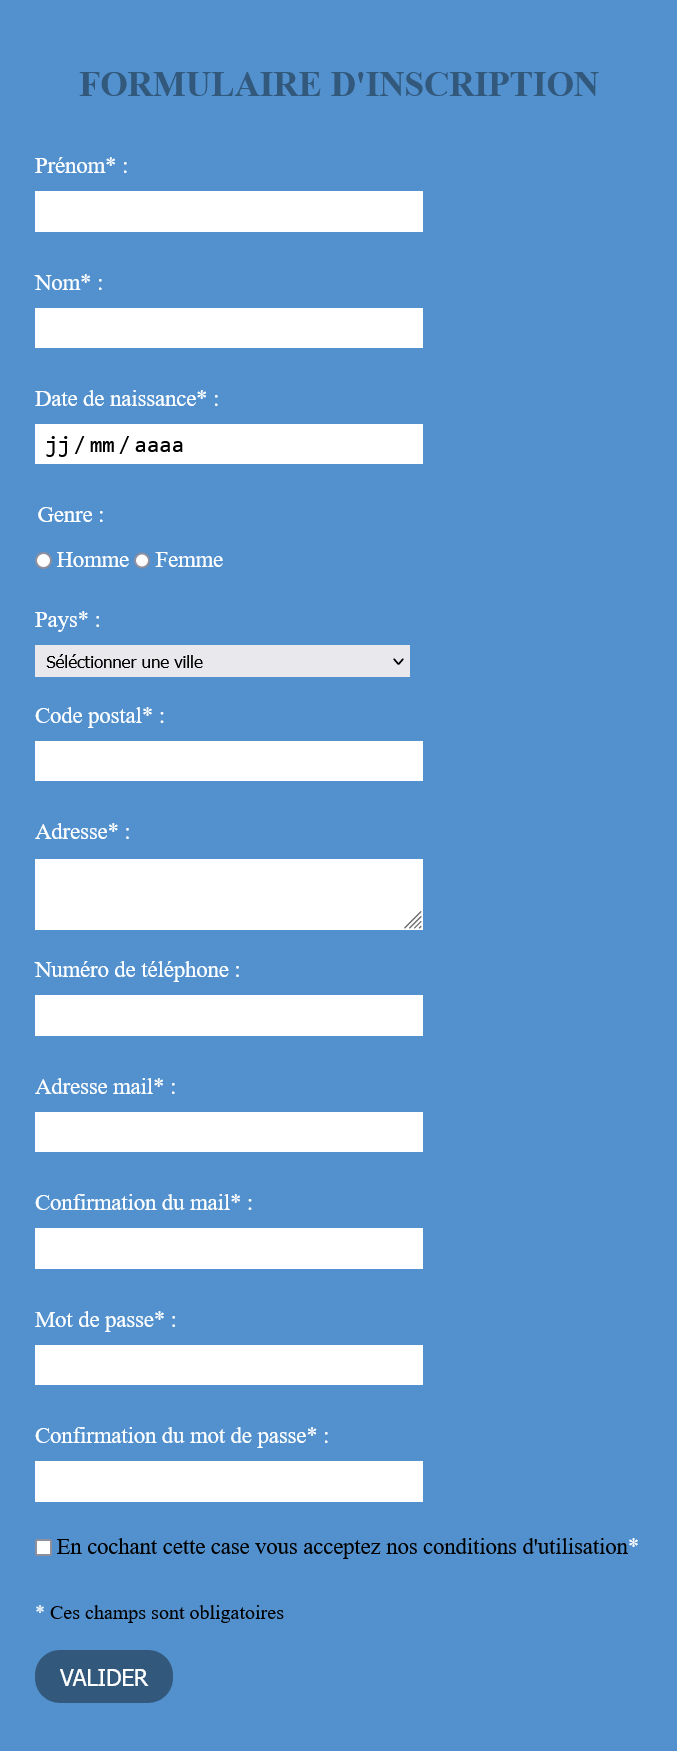 FORMULAIRE D'INSCRIPTION
Prénom* :
Nom* :
Date de naissance* :
jj / mm / aaaa
Genre :
Homme Femme
Pays* :
Séléctionner une ville
Code postal* :
Adresse* :
Numéro de téléphone :
Adresse mail* :
Confirmation du mail* :
Mot de passe* :
Confirmation du mot de passe* :
En cochant cette case vous acceptez nos conditions d'utilisation*
* Ces champs sont obligatoires
VALIDER